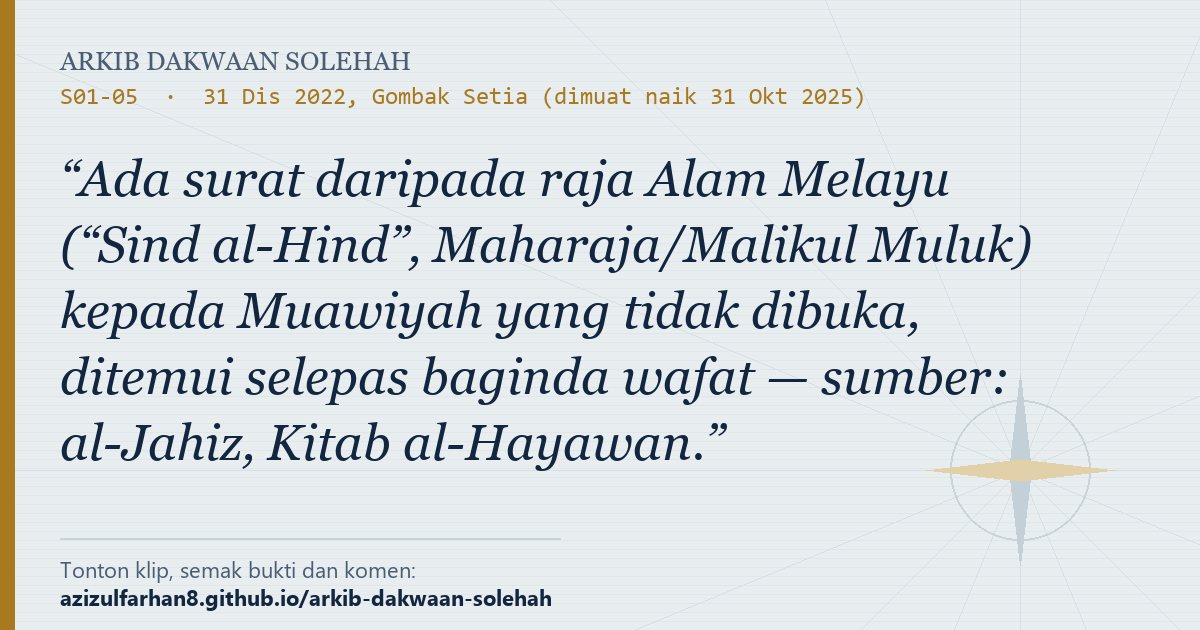 ARKIB DAKWAAN SOLEHAH
S01-05 · 31 Dis 2022, Gombak Setia (dimuat naik 31 Okt 2025)
“Ada surat daripada raja Alam Melayu
(“Sind al-Hind”, Maharaja/Malikul Muluk)
kepada Muawiyah yang tidak dibuka,
ditemui selepas baginda wafat — sumber:
al-Jahiz, Kitab al-Hayawan.”
Tonton klip, semak bukti dan komen:
azizulfarhan8.github.io/arkib-dakwaan-solehah